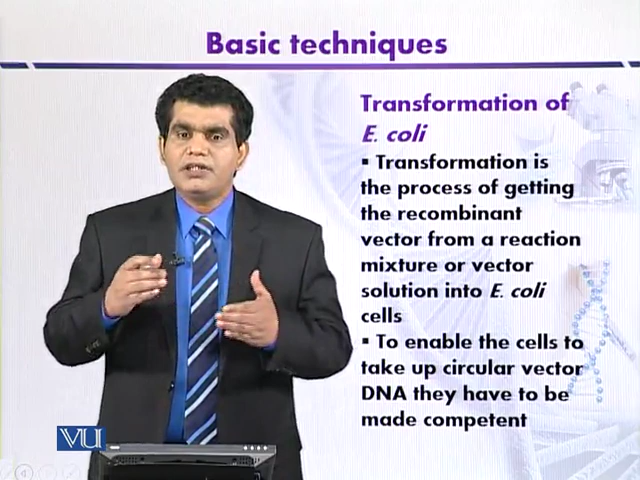 Basic techniques
Transformation of
E. coli
▪ Transformation is
the process of getting
the recombinant
vector from a reaction
mixture or vector
solution into E. coli
cells
▪ To enable the cells to
take up circular vector
DNA they have to be
made competent
VU